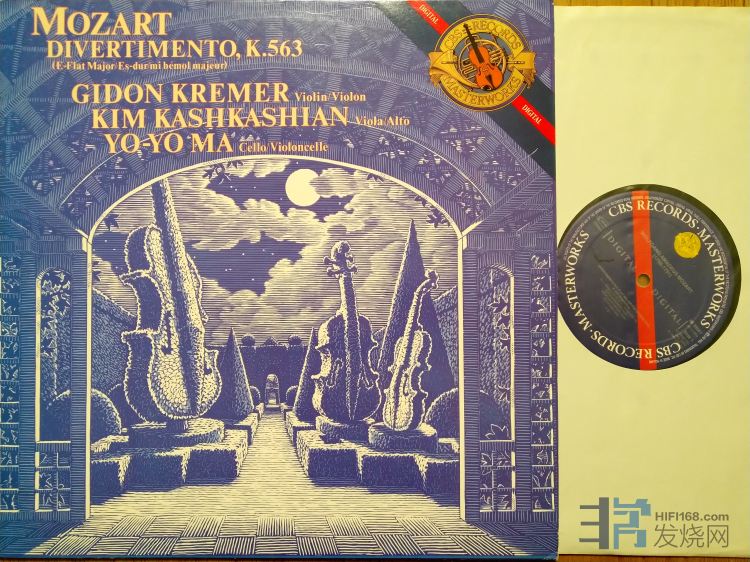 MOZART
DIVERTIMENTO, K.563
(E-Flat Major/Es-dur/mi bémol majeur)
GIDON KREMER Violin/Violon
KIM KASHKASHIAN Viola/Alto
YO-YO MA Cello/Violoncelle
DIGITAL
CBS RECORDS
MASTERWORKS
DIGITAL
CBS RECORDS · MASTERWORKS
CBS RECORDS · MASTERWORKS
DIGITAL
DIGITAL
HIFI168.com
发烧网